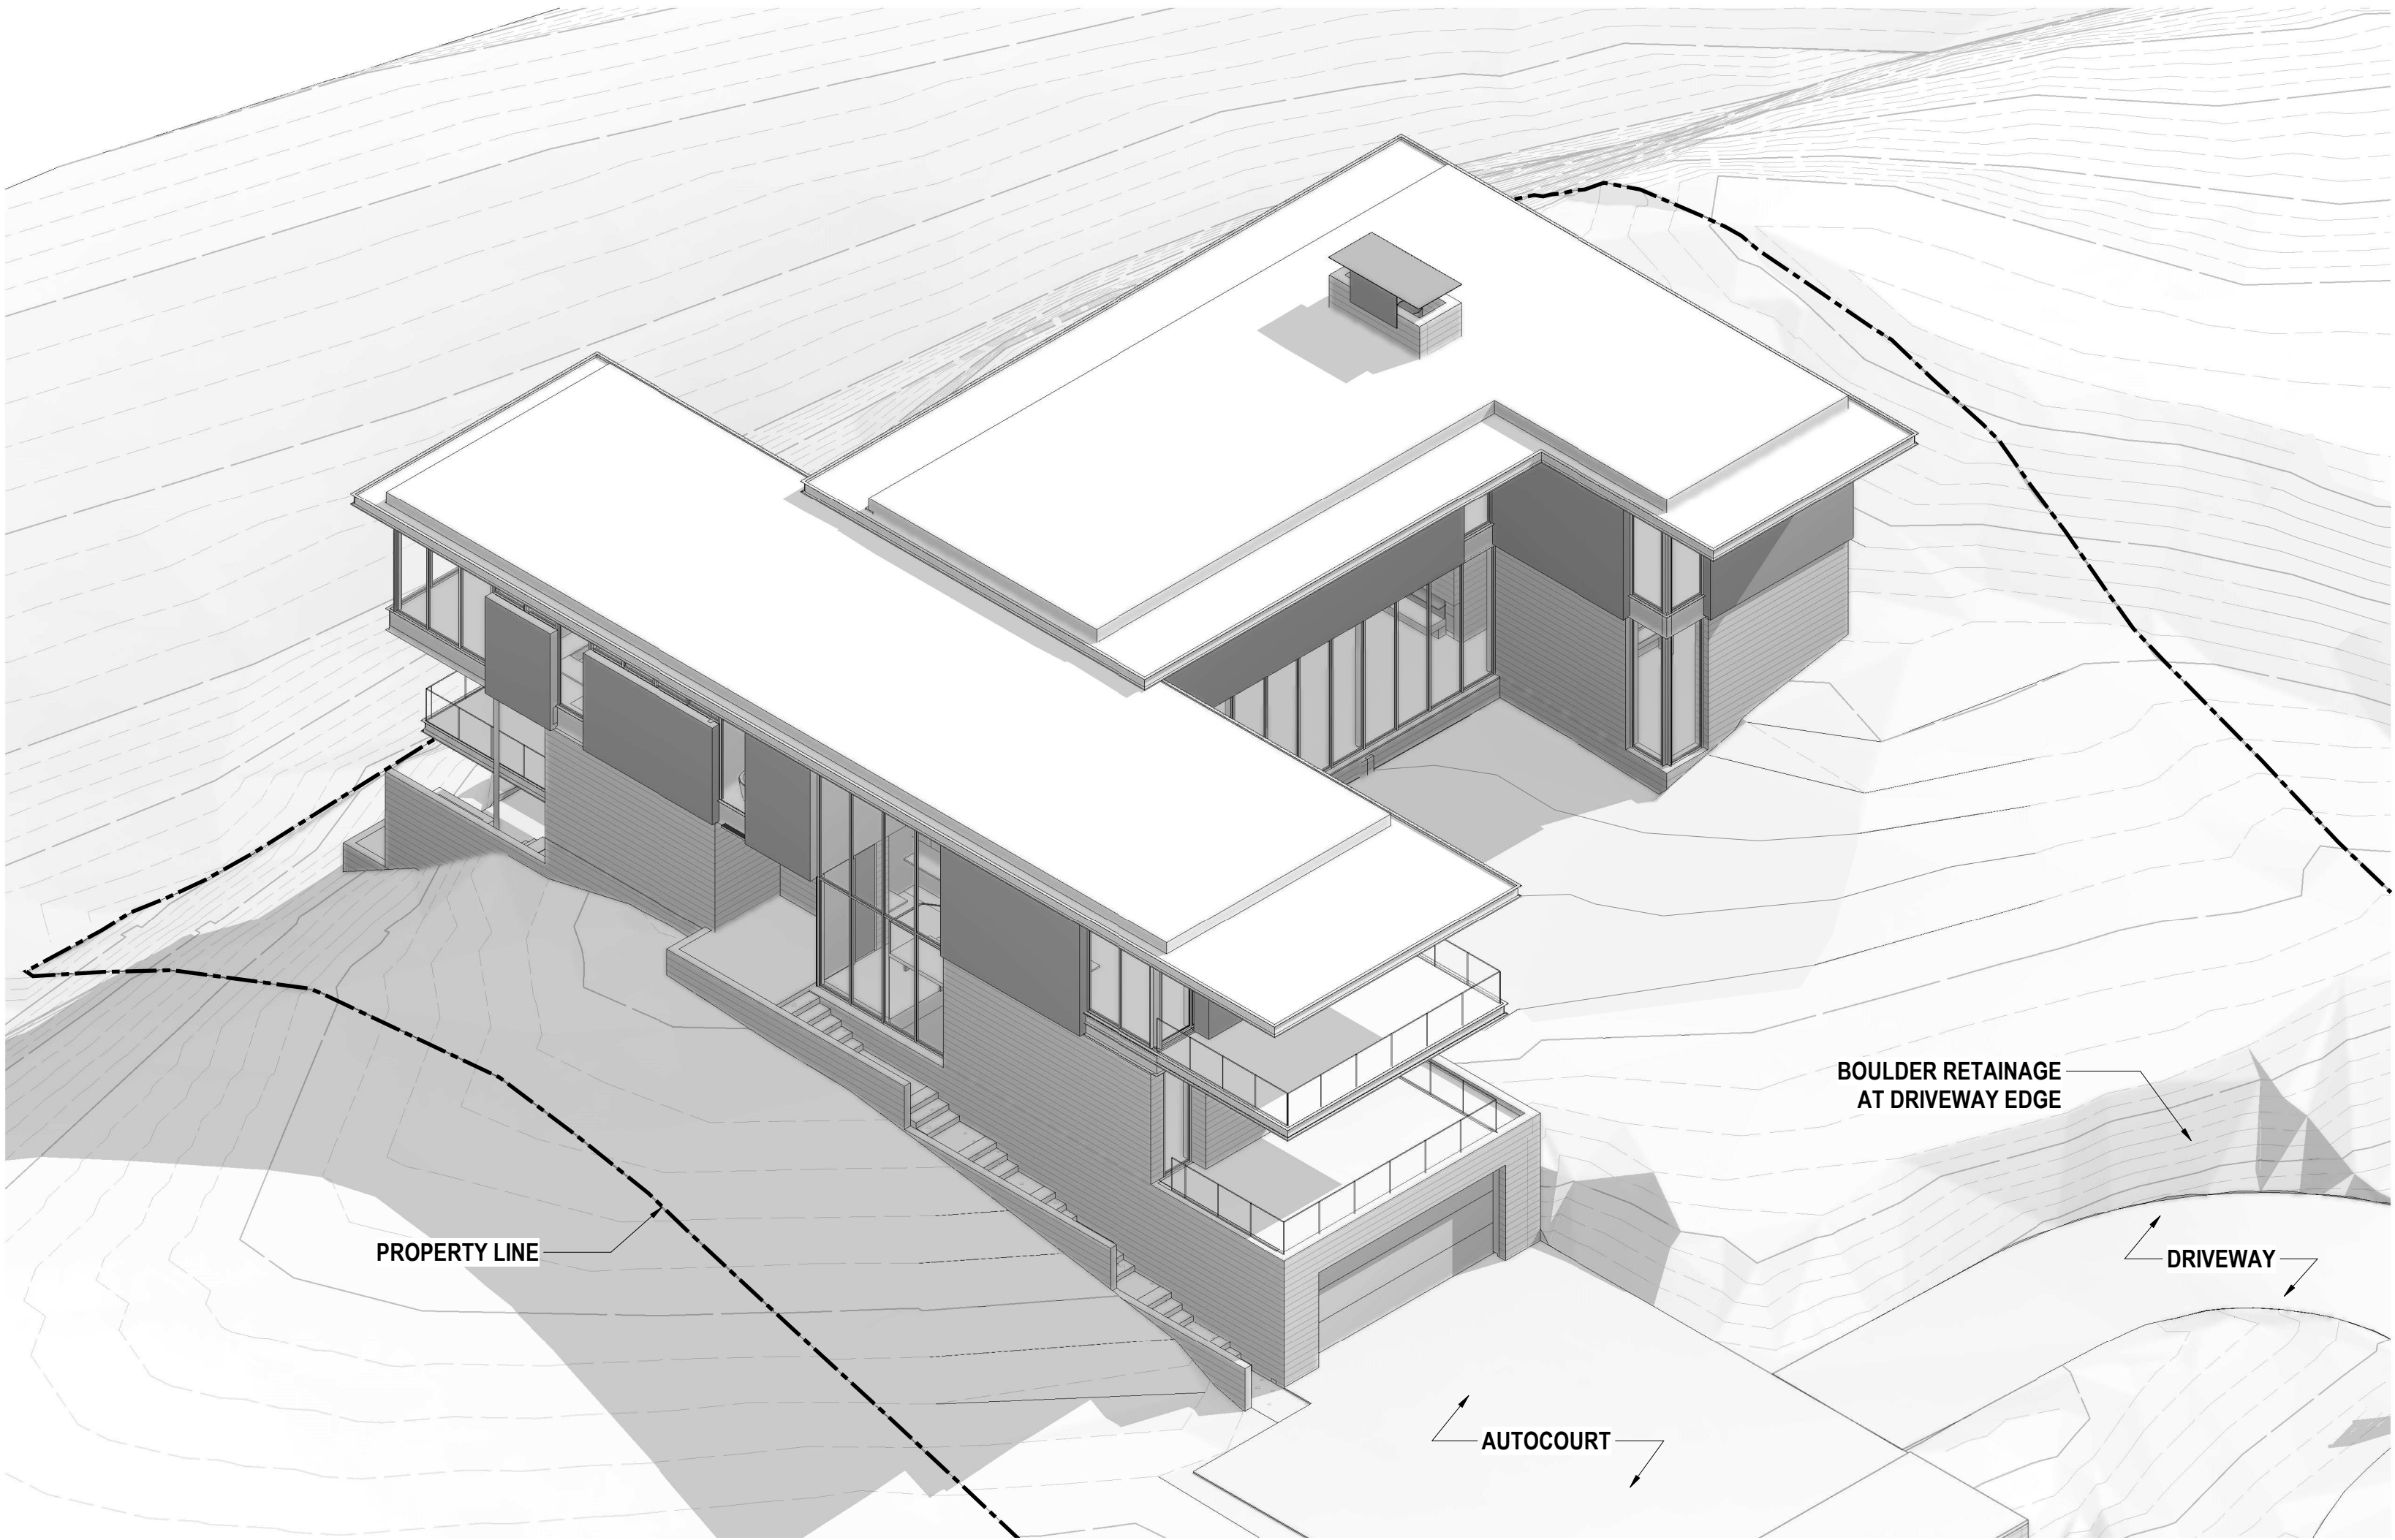 BOULDER RETAINAGE
AT DRIVEWAY EDGE
PROPERTY LINE
DRIVEWAY
AUTOCOURT